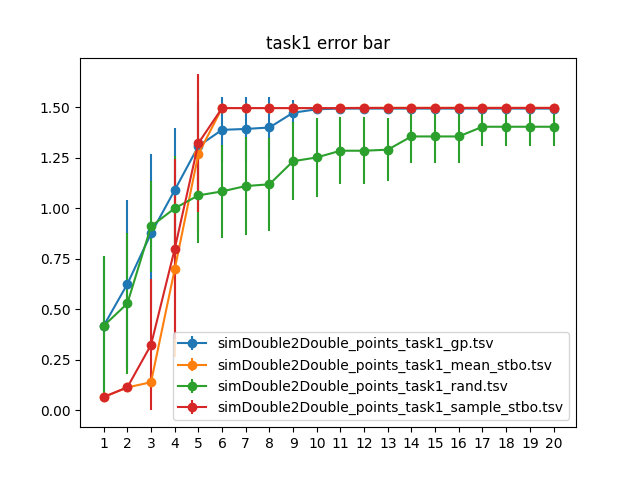 task1 error bar
1.50
1.25
1.00
0.75
0.50
0.25
0.00
simDouble2Double_points_task1_gp.tsv
simDouble2Double_points_task1_mean_stbo.tsv
simDouble2Double_points_task1_rand.tsv
simDouble2Double_points_task1_sample_stbo.tsv
1 2 3 4 5 6 7 8 9 10 11 12 13 14 15 16 17 18 19 20